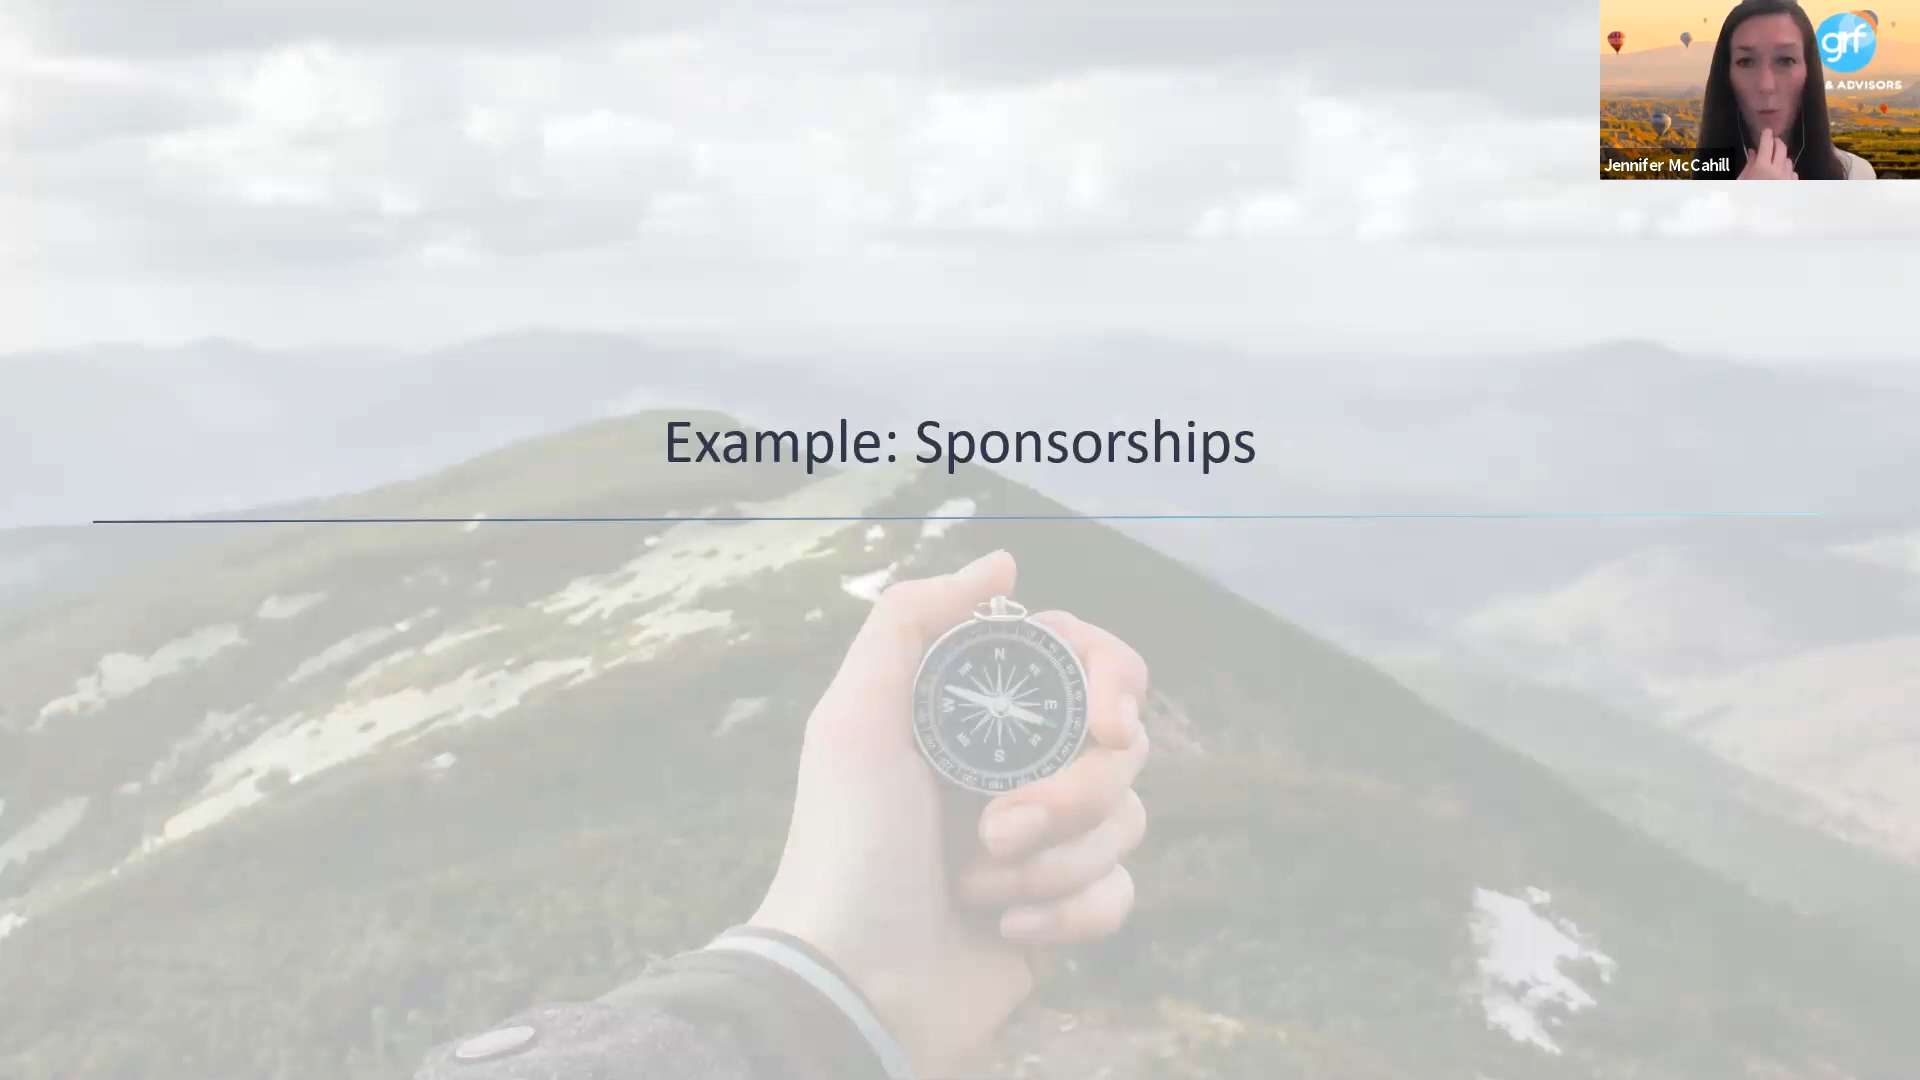 grf
& ADVISORS
Jennifer McCahill
Example: Sponsorships
N
E
S
W